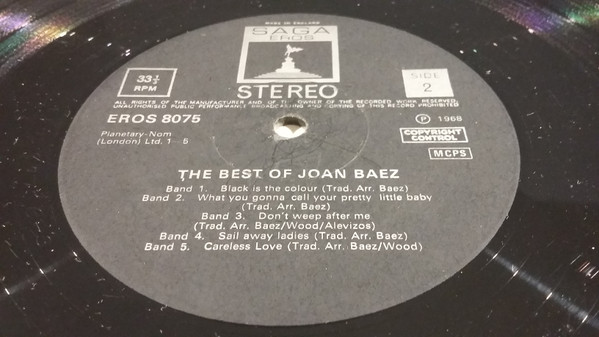 MADE IN ENGLAND
SAGA
EROS
33⅓
RPM
STEREO
SIDE
2
ALL RIGHTS OF THE MANUFACTURER AND OF THE OWNER OF THE RECORDED WORK RESERVED,
UNAUTHORISED PUBLIC PERFORMANCE BROADCASTING AND COPYING OF THIS RECORD PROHIBITED
EROS 8075
Planetary-Nom
(London) Ltd. 1 - 5
Ⓟ 1968
COPYRIGHT
CONTROL
MCPS
THE BEST OF JOAN BAEZ
Band 1. Black is the colour (Trad. Arr. Baez)
Band 2. What you gonna call your pretty little baby
(Trad. Arr. Baez)
Band 3. Don't weep after me
(Trad. Arr. Baez/Wood/Alevizos)
Band 4. Sail away ladies (Trad. Arr. Baez)
Band 5. Careless Love (Trad. Arr. Baez/Wood)